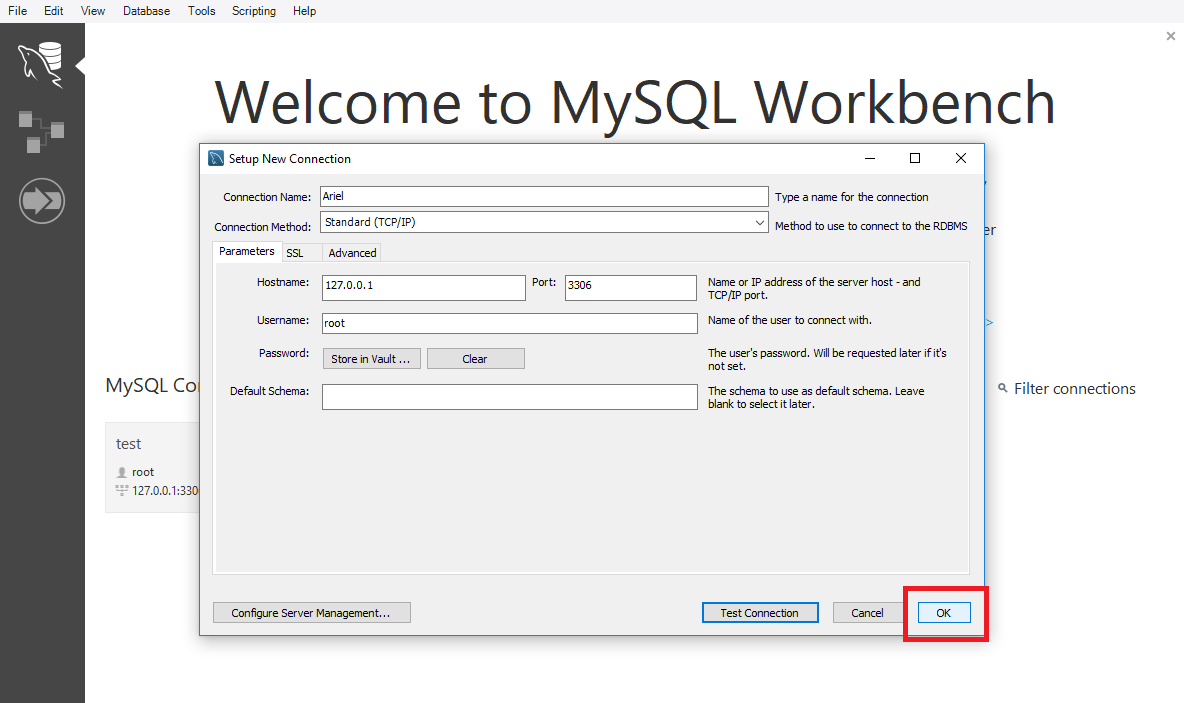 File Edit View Database Tools Scripting Help
Welcome to MySQL Workbench
Setup New Connection
Connection Name: Ariel Type a name for the connection
Connection Method: Standard (TCP/IP) Method to use to connect to the RDBMS
er
Parameters SSL Advanced
Hostname: 127.0.0.1 Port: 3306 Name or IP address of the server host - and
TCP/IP port.
Username: root Name of the user to connect with.
>
Password: Store in Vault ... Clear The user's password. Will be requested later if it's
not set.
Default Schema: The schema to use as default schema. Leave
blank to select it later.
MySQL Co
Filter connections
test
root
127.0.0.1:330
Configure Server Management... Test Connection Cancel OK